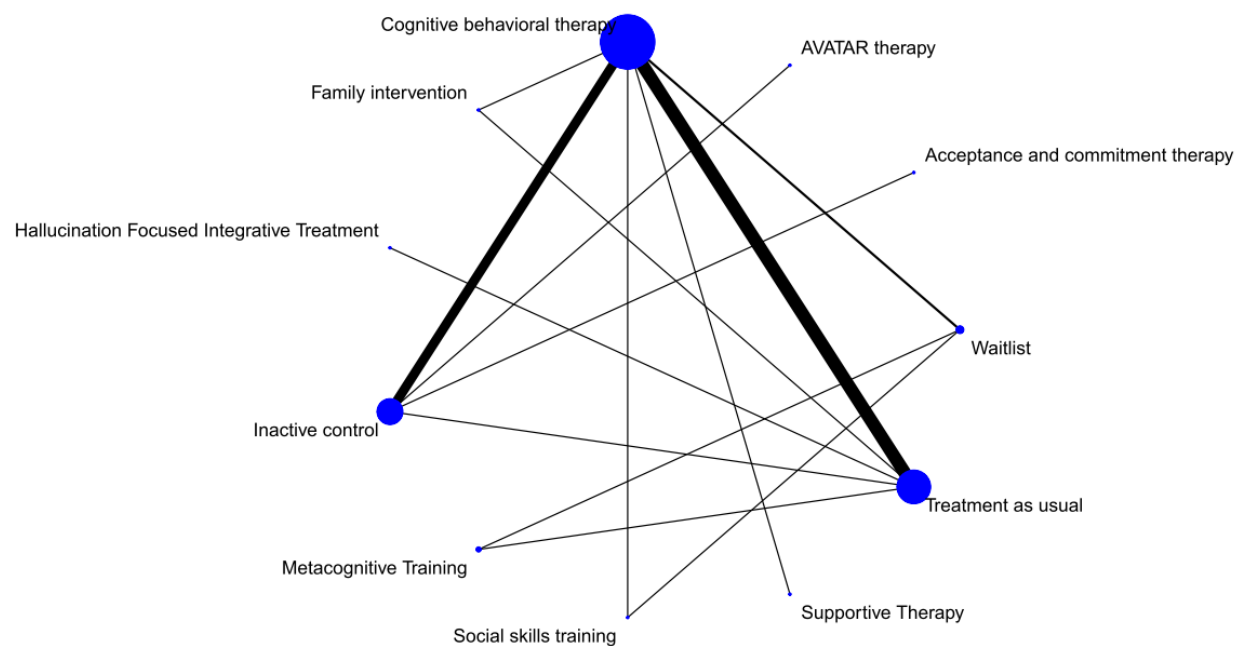 Cognitive behavioral therapy
AVATAR therapy
Family intervention
Acceptance and commitment therapy
Hallucination Focused Integrative Treatment
Waitlist
Inactive control
Treatment as usual
Metacognitive Training
Supportive Therapy
Social skills training